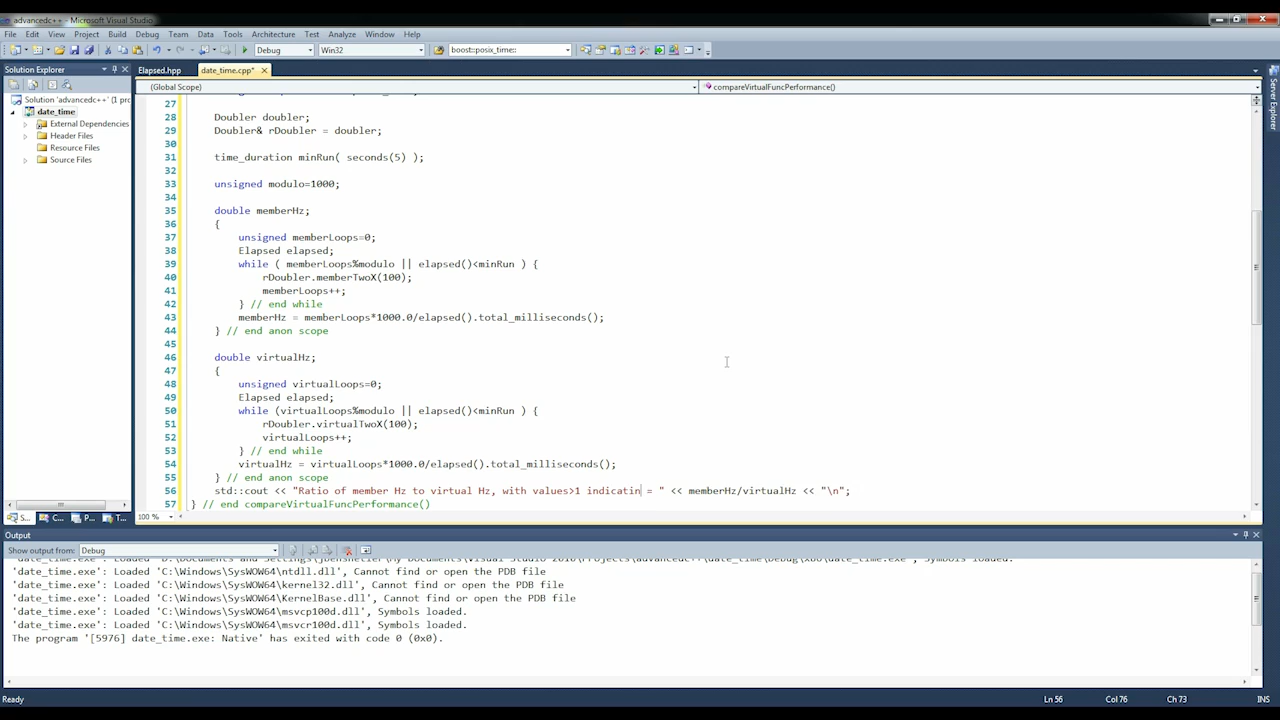 advancedc++ - Microsoft Visual Studio
File Edit View Project Build Debug Team Data Tools Architecture Test Analyze Window Help
Debug Win32 boost::posix_time::
Solution Explorer
Elapsed.hpp date_time.cpp*
(Global Scope) compareVirtualFuncPerformance()
Solution 'advancedc++' (1 pro
date_time
External Dependencies
Header Files
Resource Files
Source Files
27
28 Doubler doubler;
29 Doubler& rDoubler = doubler;
30
31 time_duration minRun( seconds(5) );
32
33 unsigned modulo=1000;
34
35 double memberHz;
36 {
37 unsigned memberLoops=0;
38 Elapsed elapsed;
39 while ( memberLoops%modulo || elapsed()<minRun ) {
40 rDoubler.memberTwoX(100);
41 memberLoops++;
42 } // end while
43 memberHz = memberLoops*1000.0/elapsed().total_milliseconds();
44 } // end anon scope
45
46 double virtualHz;
47 {
48 unsigned virtualLoops=0;
49 Elapsed elapsed;
50 while (virtualLoops%modulo || elapsed()<minRun ) {
51 rDoubler.virtualTwoX(100);
52 virtualLoops++;
53 } // end while
54 virtualHz = virtualLoops*1000.0/elapsed().total_milliseconds();
55 } // end anon scope
56 std::cout << "Ratio of member Hz to virtual Hz, with values>1 indicatin = " << memberHz/virtualHz << "\n";
57 } // end compareVirtualFuncPerformance()
100 %
S... C... P... T...
Server Explorer
Output
Show output from: Debug
'date_time.exe': Loaded 'C:\Windows\SysWOW64\ntdll.dll', Cannot find or open the PDB file
'date_time.exe': Loaded 'C:\Windows\SysWOW64\kernel32.dll', Cannot find or open the PDB file
'date_time.exe': Loaded 'C:\Windows\SysWOW64\KernelBase.dll', Cannot find or open the PDB file
'date_time.exe': Loaded 'C:\Windows\SysWOW64\msvcp100d.dll', Symbols loaded.
'date_time.exe': Loaded 'C:\Windows\SysWOW64\msvcr100d.dll', Symbols loaded.
The program '[5976] date_time.exe: Native' has exited with code 0 (0x0).
Ready Ln 56 Col 76 Ch 73 INS